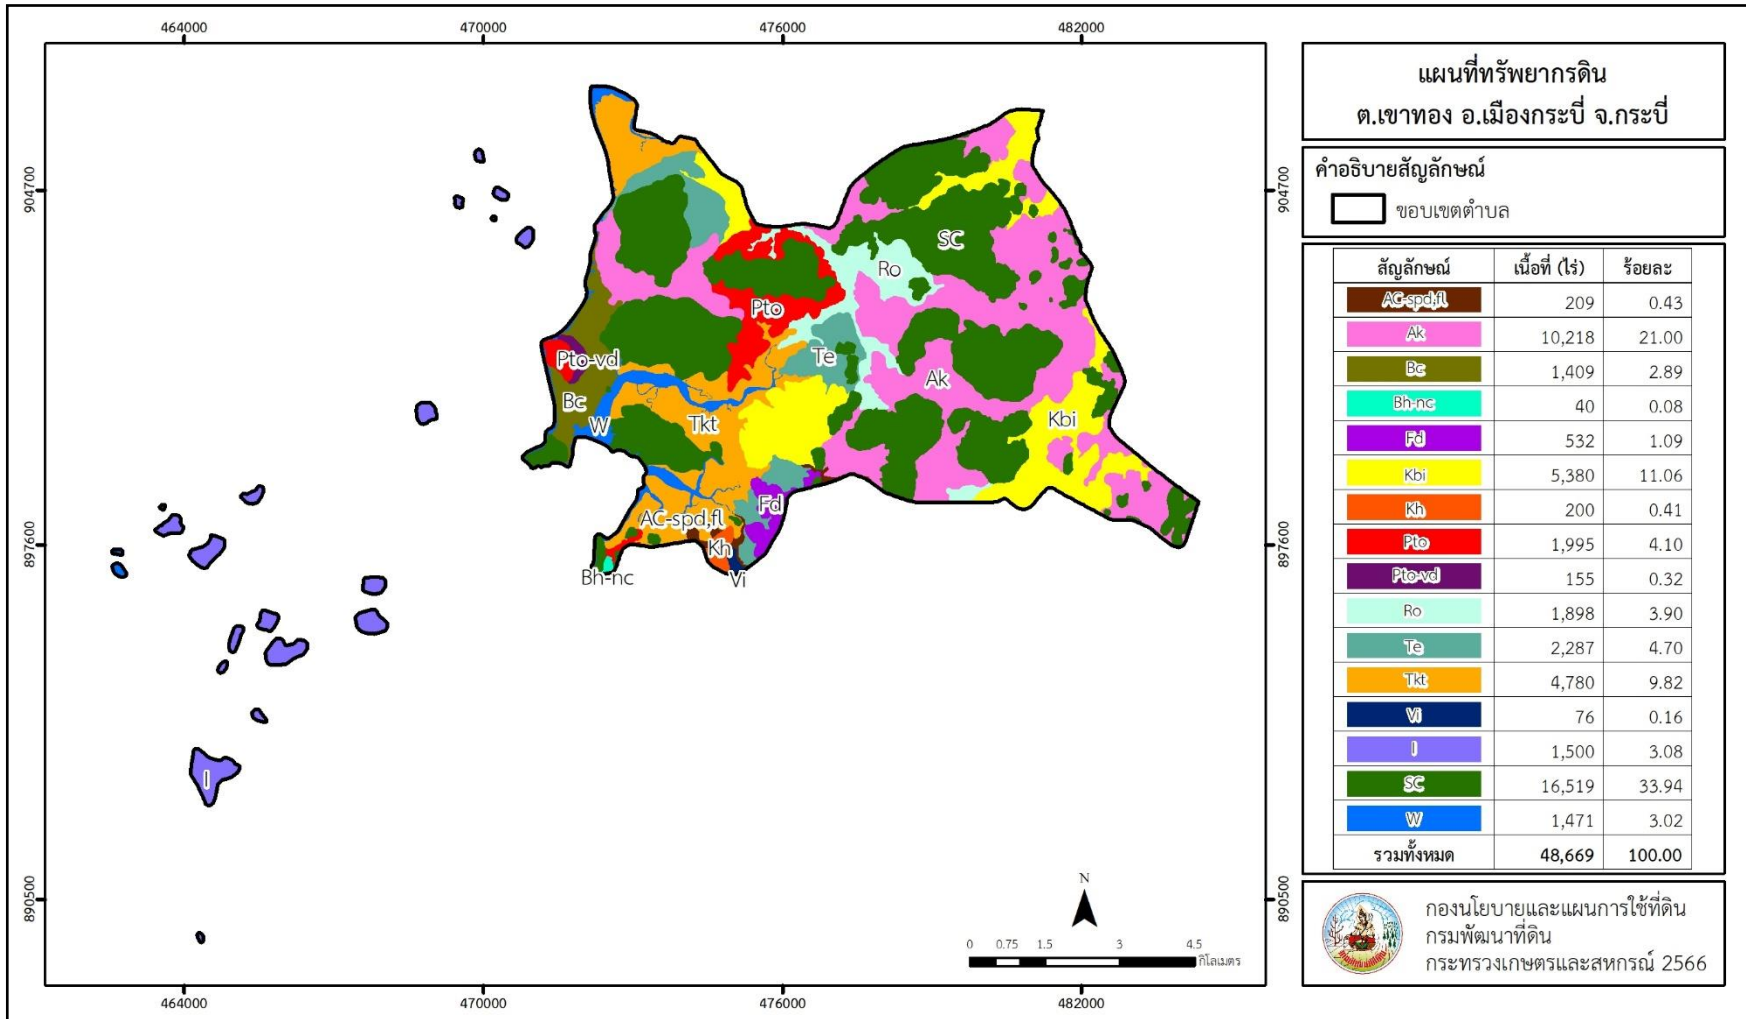 464000 470000 476000 482000
904700 904700
897600 897600
890500 890500
464000 470000 476000 482000
SC
Ro
Pto
Pto-vd
Te
Ak
Bc
W
Tkt
Kbi
Fd
AC-spd,fl
Kh
Bh-nc
Vi
I
N
0 0.75 1.5 3 4.5
กิโลเมตร
แผนที่ทรัพยากรดิน
ต.เขาทอง อ.เมืองกระบี่ จ.กระบี่
คำอธิบายสัญลักษณ์
ขอบเขตตำบล
สัญลักษณ์ เนื้อที่ (ไร่) ร้อยละ
AC-spd,fl 209 0.43
Ak 10,218 21.00
Bc 1,409 2.89
Bh-nc 40 0.08
Fd 532 1.09
Kbi 5,380 11.06
Kh 200 0.41
Pto 1,995 4.10
Pto-vd 155 0.32
Ro 1,898 3.90
Te 2,287 4.70
Tkt 4,780 9.82
Vi 76 0.16
I 1,500 3.08
SC 16,519 33.94
W 1,471 3.02
รวมทั้งหมด 48,669 100.00
กองนโยบายและแผนการใช้ที่ดิน
กรมพัฒนาที่ดิน
กระทรวงเกษตรและสหกรณ์ 2566